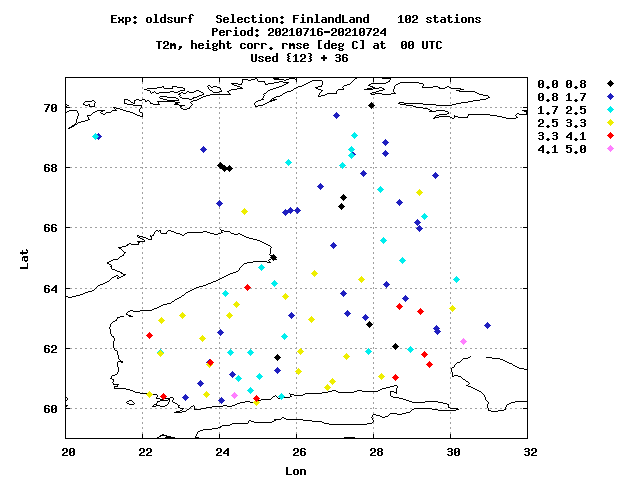 Exp: oldsurf   Selection: FinlandLand    102 stations
Period: 20210716-20210724
T2m, height corr. rmse [deg C] at  00 UTC
Used {12} + 36
0.0 0.8
0.8 1.7
1.7 2.5
2.5 3.3
3.3 4.1
4.1 5.0
70
68
66
64
62
60
Lat
20 22 24 26 28 30 32
Lon